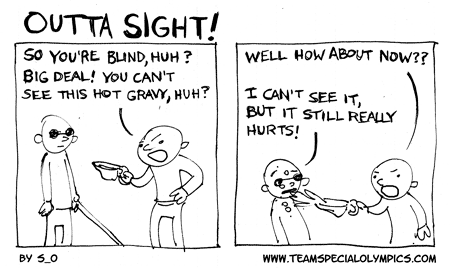 OUTTA SIGHT!
SO YOU'RE BLIND, HUH?
BIG DEAL! YOU CAN'T
SEE THIS HOT GRAVY, HUH?
WELL HOW ABOUT NOW??
I CAN'T SEE IT,
BUT IT STILL REALLY
HURTS!
BY S_O
WWW.TEAMSPECIALOLYMPICS.COM